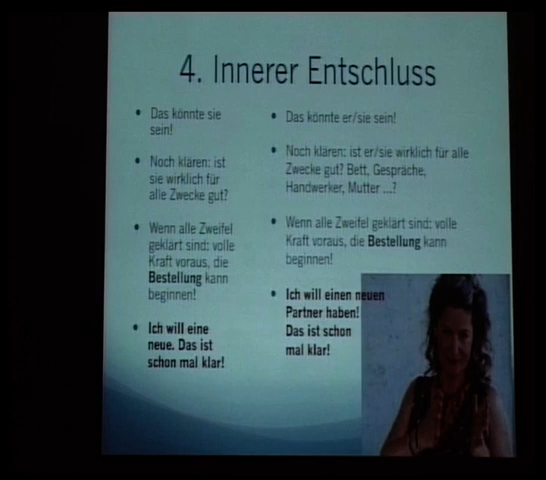 4. Innerer Entschluss
• Das könnte sie
sein!
• Noch klären: ist
sie wirklich für
alle Zwecke gut?
• Wenn alle Zweifel
geklärt sind: volle
Kraft voraus, die
Bestellung kann
beginnen!
• Ich will eine
neue. Das ist
schon mal klar!
• Das könnte er/sie sein!
• Noch klären: ist er/sie wirklich für alle
Zwecke gut? Bett, Gespräche,
Handwerker, Mutter ...?
• Wenn alle Zweifel geklärt sind: volle
Kraft voraus, die Bestellung kann
beginnen!
• Ich will einen neuen
Partner haben!
Das ist schon
mal klar!